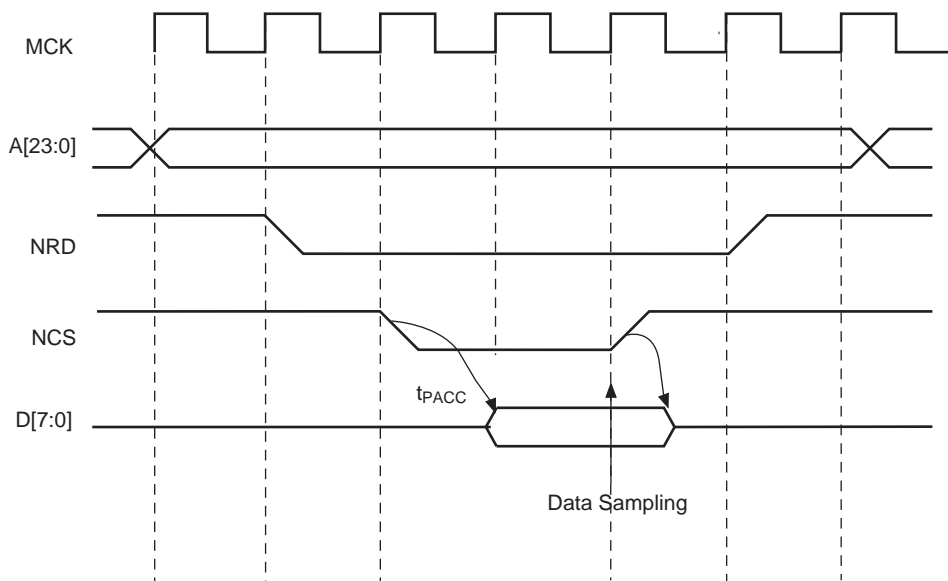 MCK
A[23:0]
NRD
NCS
tPACC
D[7:0]
Data Sampling